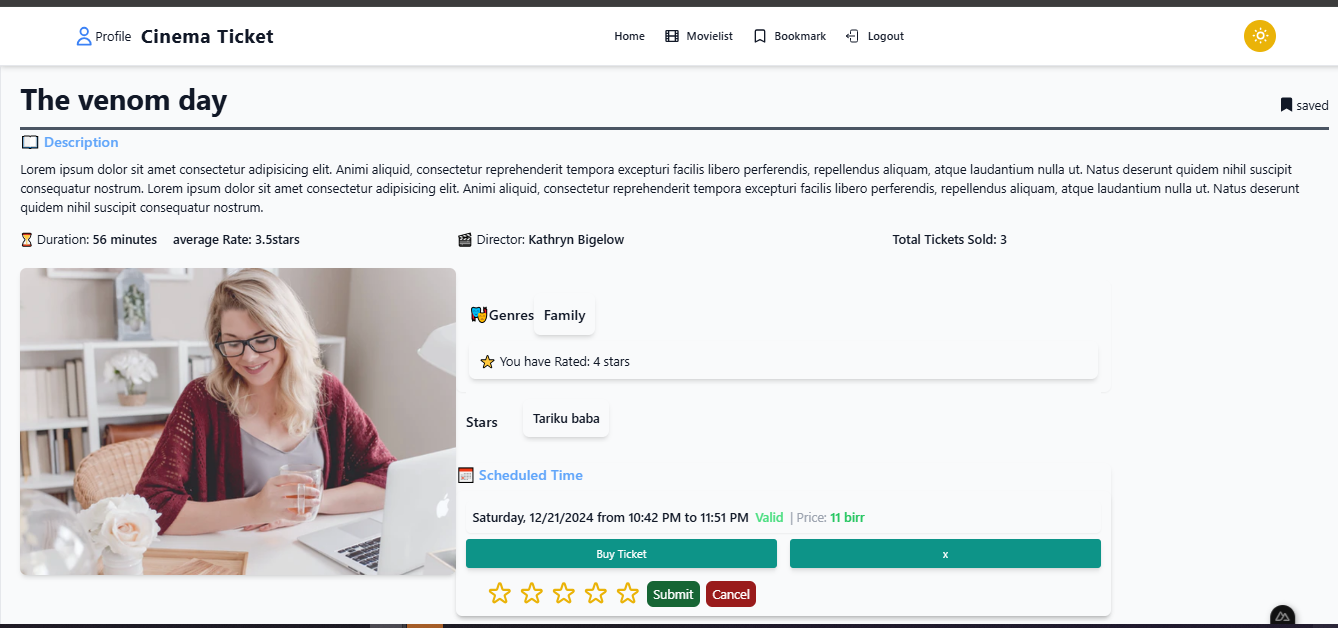 Profile Cinema Ticket Home Movielist Bookmark Logout
The venom day
saved
Description
Lorem ipsum dolor sit amet consectetur adipisicing elit. Animi aliquid, consectetur reprehenderit tempora excepturi facilis libero perferendis, repellendus aliquam, atque laudantium nulla ut. Natus deserunt quidem nihil suscipit
consequatur nostrum. Lorem ipsum dolor sit amet consectetur adipisicing elit. Animi aliquid, consectetur reprehenderit tempora excepturi facilis libero perferendis, repellendus aliquam, atque laudantium nulla ut. Natus deserunt
quidem nihil suscipit consequatur nostrum.
Duration: 56 minutes average Rate: 3.5stars Director: Kathryn Bigelow Total Tickets Sold: 3
Genres Family
You have Rated: 4 stars
Stars Tariku baba
Scheduled Time
Saturday, 12/21/2024 from 10:42 PM to 11:51 PM Valid | Price: 11 birr
Buy Ticket x
Submit Cancel